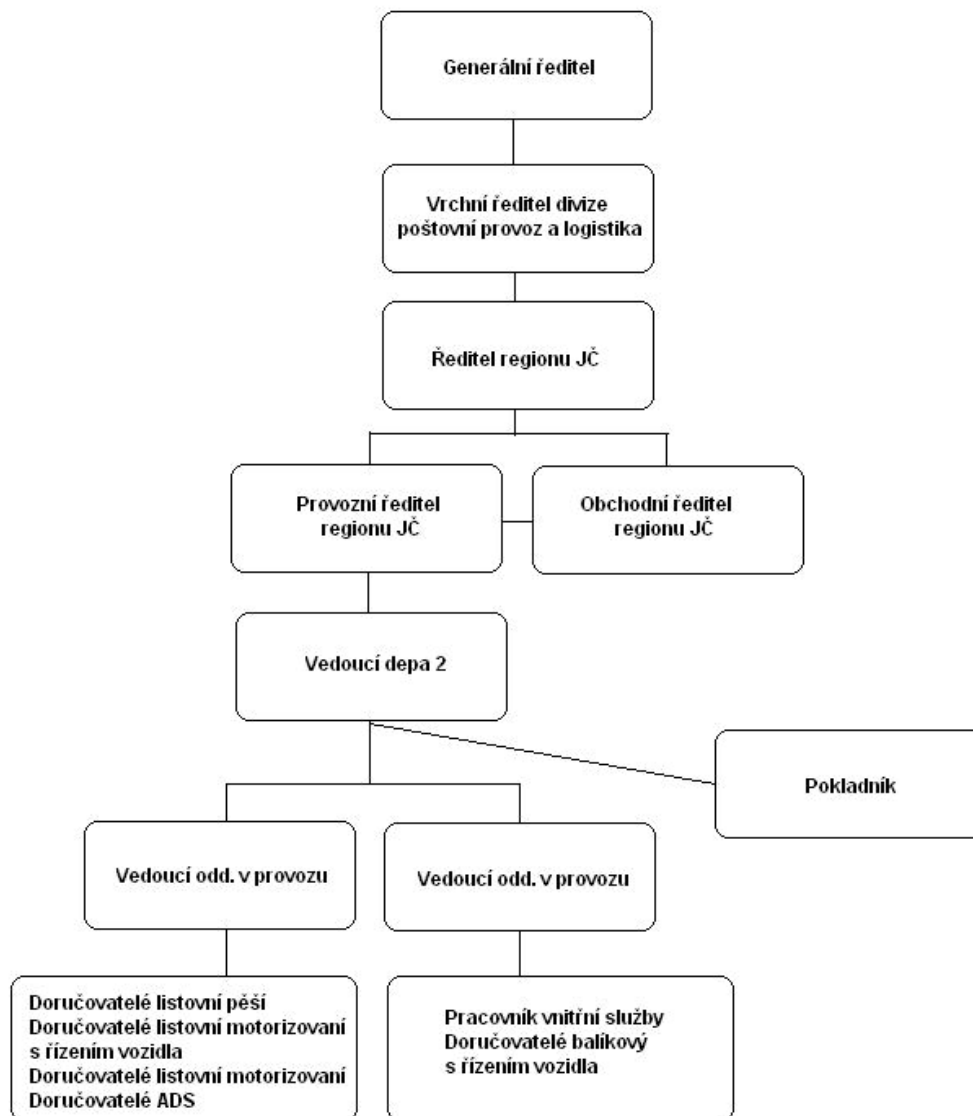 Generální ředitel
Vrchní ředitel divize
poštovní provoz a logistika
Ředitel regionu JČ
Provozní ředitel
regionu JČ
Obchodní ředitel
regionu JČ
Vedoucí depa 2
Pokladník
Vedoucí odd. v provozu
Vedoucí odd. v provozu
Doručovatelé listovní pěší
Doručovatelé listovní motorizovaní
s řízením vozidla
Doručovatelé listovní motorizovaní
Doručovatelé ADS
Pracovník vnitřní služby
Doručovatelé balíkový
s řízením vozidla